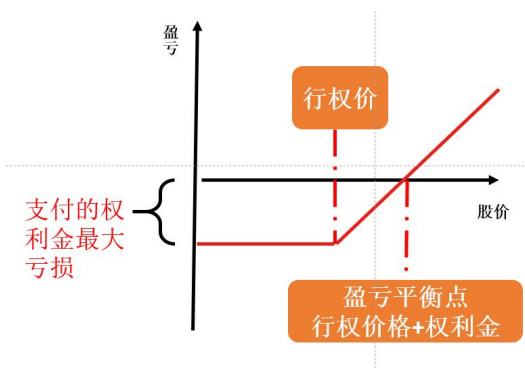 盈亏
行权价
股价
支付的权
利金最大
亏损
盈亏平衡点
行权价格+权利金